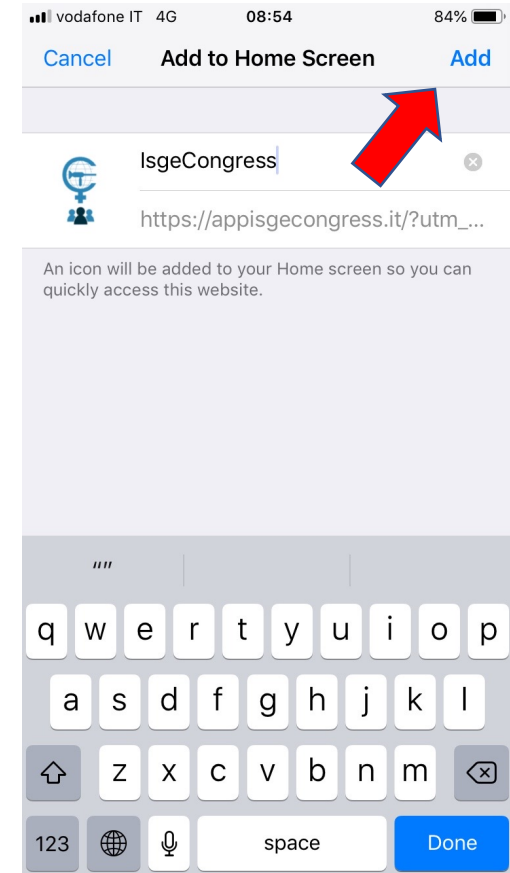 vodafone IT 4G 08:54 84%
Cancel Add to Home Screen Add
IsgeCongress
https://appisgecongress.it/?utm_...
An icon will be added to your Home screen so you can
quickly access this website.
“”
q w e r t y u i o p
a s d f g h j k l
z x c v b n m
123 space Done